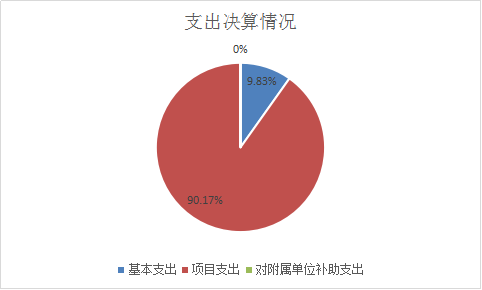 支出决算情况
0%
9.83%
90.17%
基本支出 项目支出 对附属单位补助支出